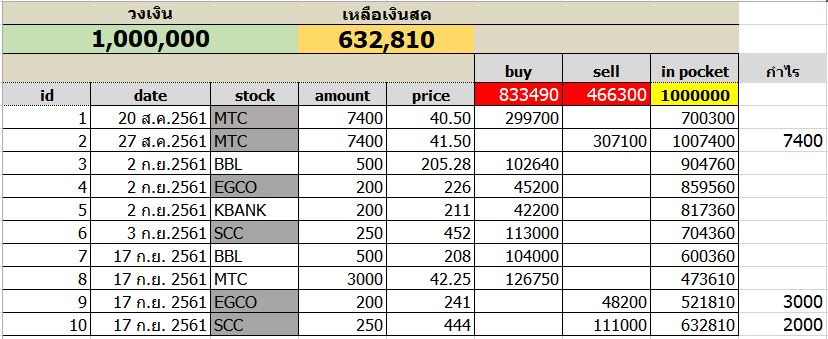 วงเงิน เหลือเงินสด
1,000,000 632,810
buy sell in pocket กำไร
id date stock amount price 833490 466300 1000000
1 20 ส.ค.2561 MTC 7400 40.50 299700 700300
2 27 ส.ค.2561 MTC 7400 41.50 307100 1007400 7400
3 2 ก.ย.2561 BBL 500 205.28 102640 904760
4 2 ก.ย.2561 EGCO 200 226 45200 859560
5 2 ก.ย.2561 KBANK 200 211 42200 817360
6 3 ก.ย.2561 SCC 250 452 113000 704360
7 17 ก.ย. 2561 BBL 500 208 104000 600360
8 17 ก.ย. 2561 MTC 3000 42.25 126750 473610
9 17 ก.ย. 2561 EGCO 200 241 48200 521810 3000
10 17 ก.ย. 2561 SCC 250 444 111000 632810 2000